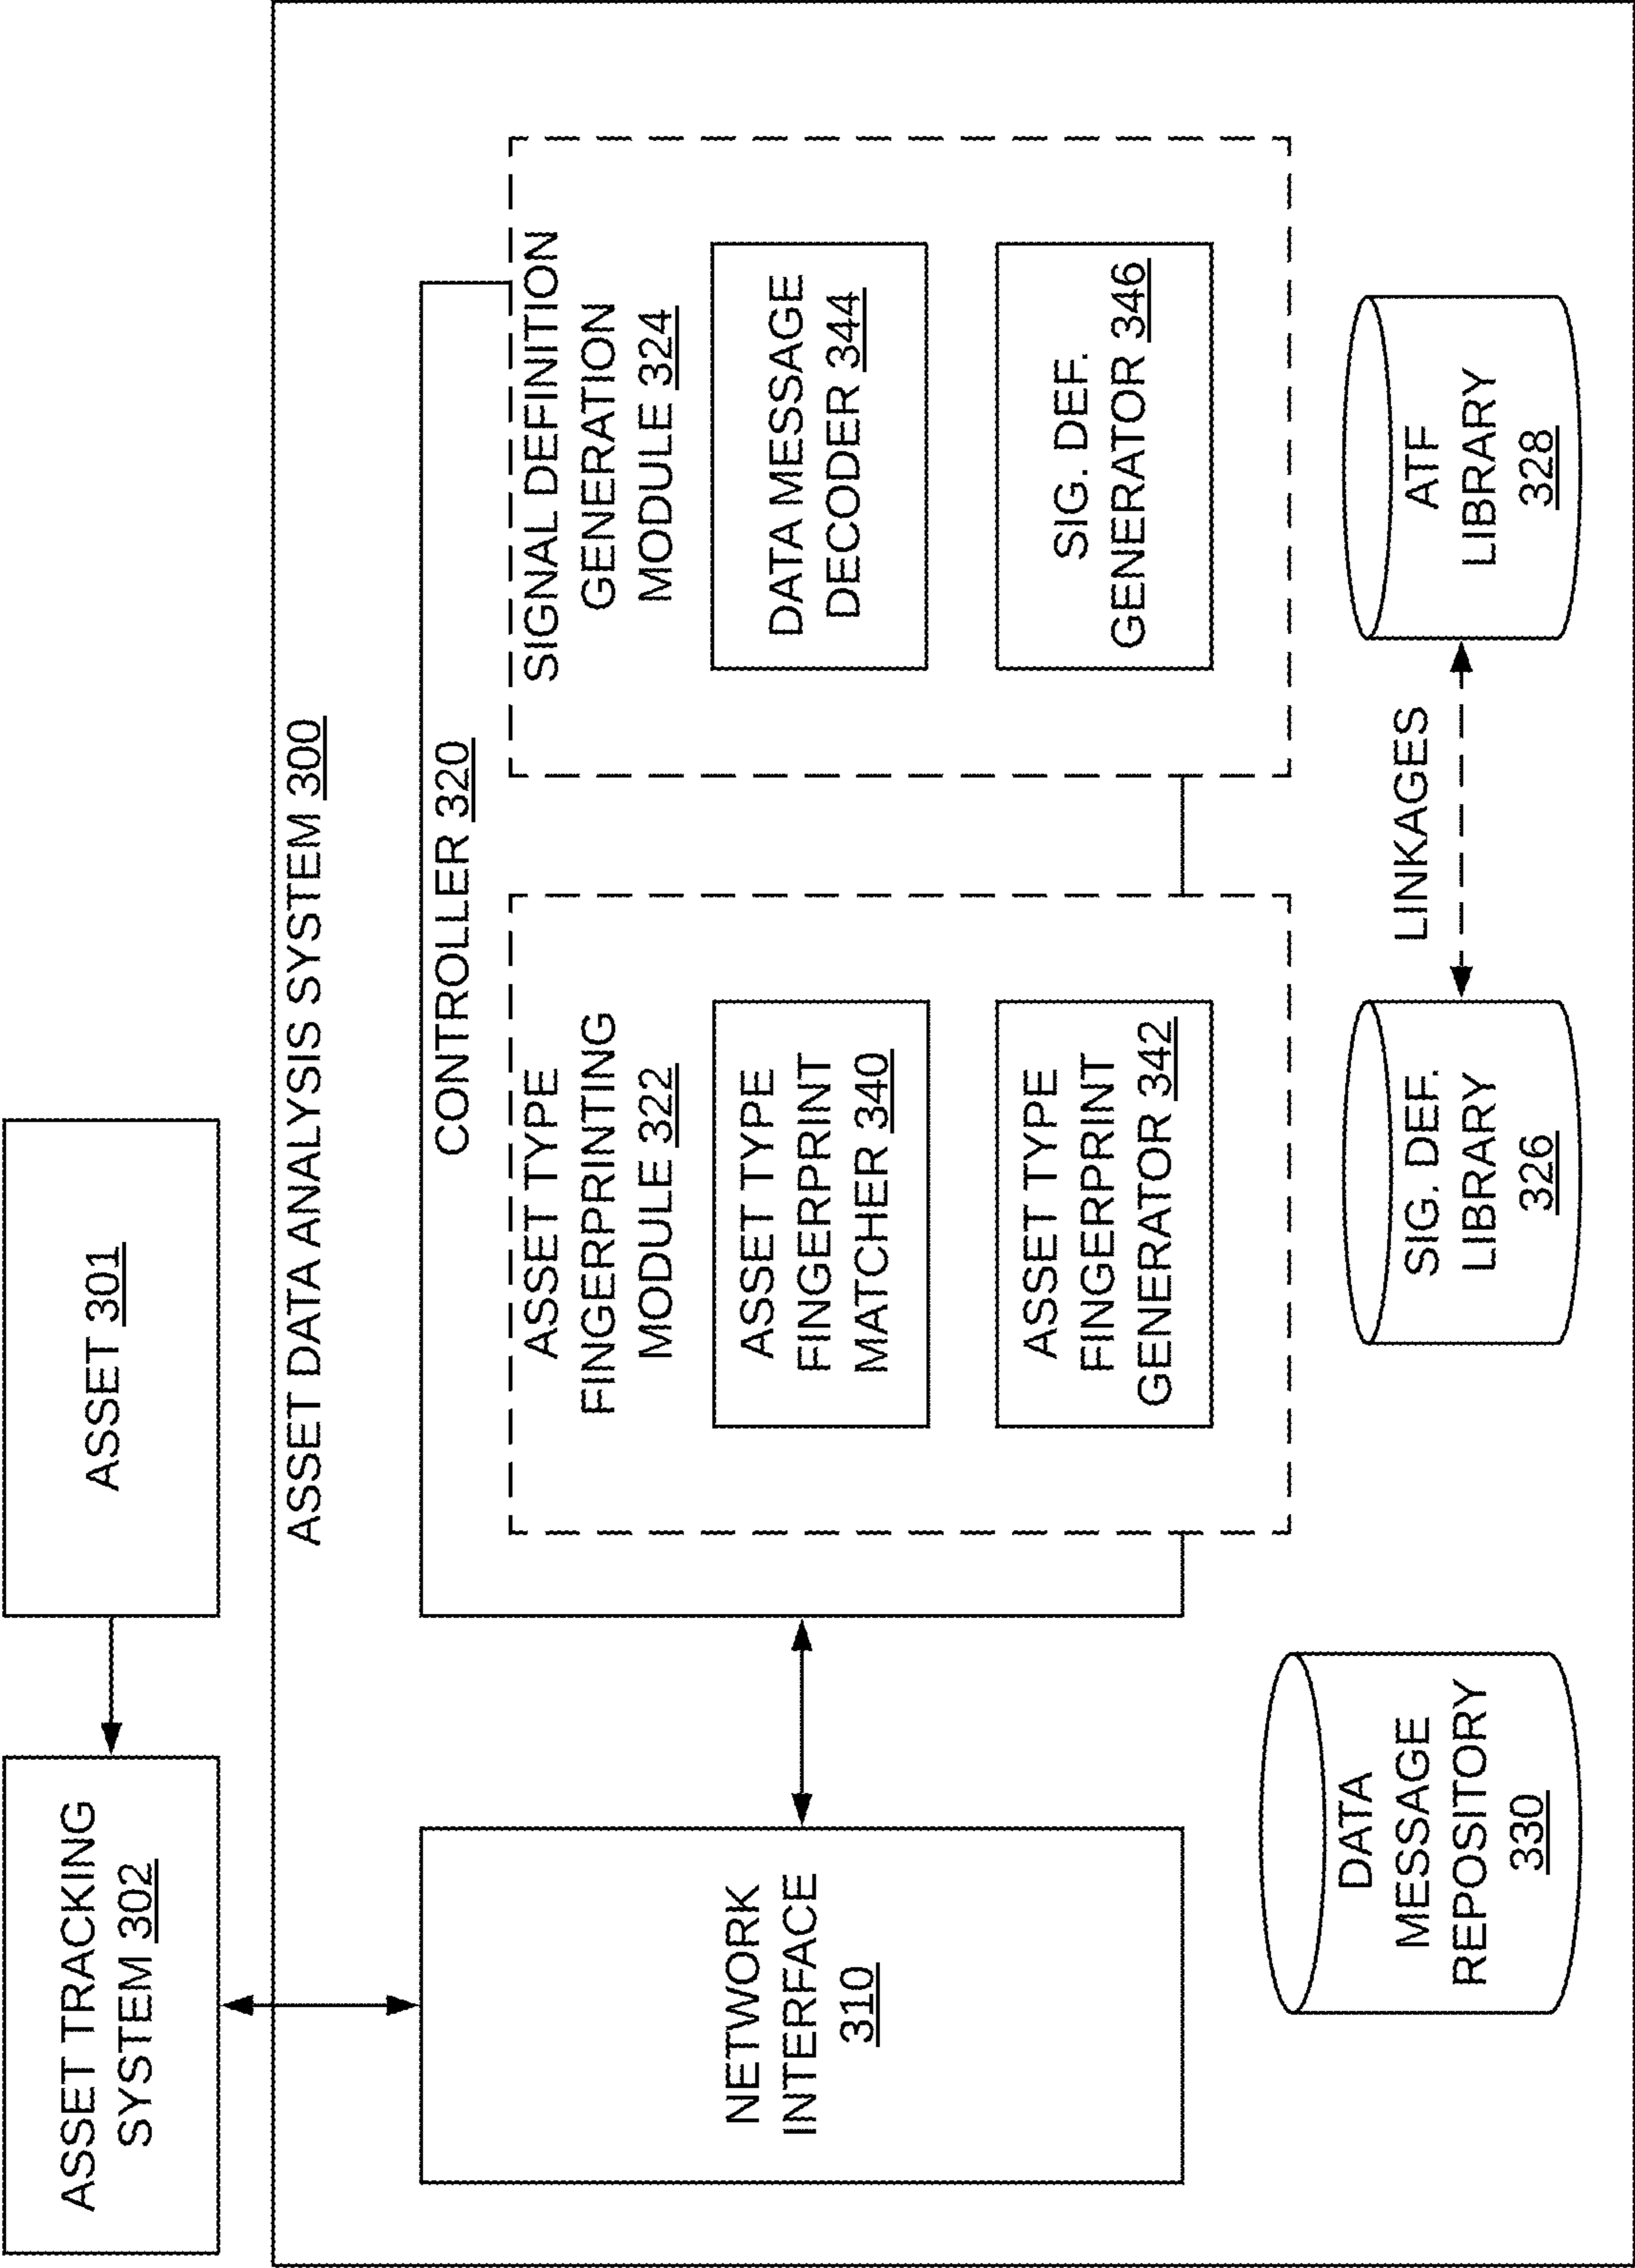 ASSET TRACKING
SYSTEM 302
ASSET 301
ASSET DATA ANALYSIS SYSTEM 300
NETWORK
INTERFACE
310
CONTROLLER 320
ASSET TYPE
FINGERPRINTING
MODULE 322
ASSET TYPE
FINGERPRINT
MATCHER 340
ASSET TYPE
FINGERPRINT
GENERATOR 342
SIGNAL DEFINITION
GENERATION
MODULE 324
DATA MESSAGE
DECODER 344
SIG. DEF.
GENERATOR 346
DATA
MESSAGE
REPOSITORY
330
SIG. DEF.
LIBRARY
326
LINKAGES
ATF
LIBRARY
328